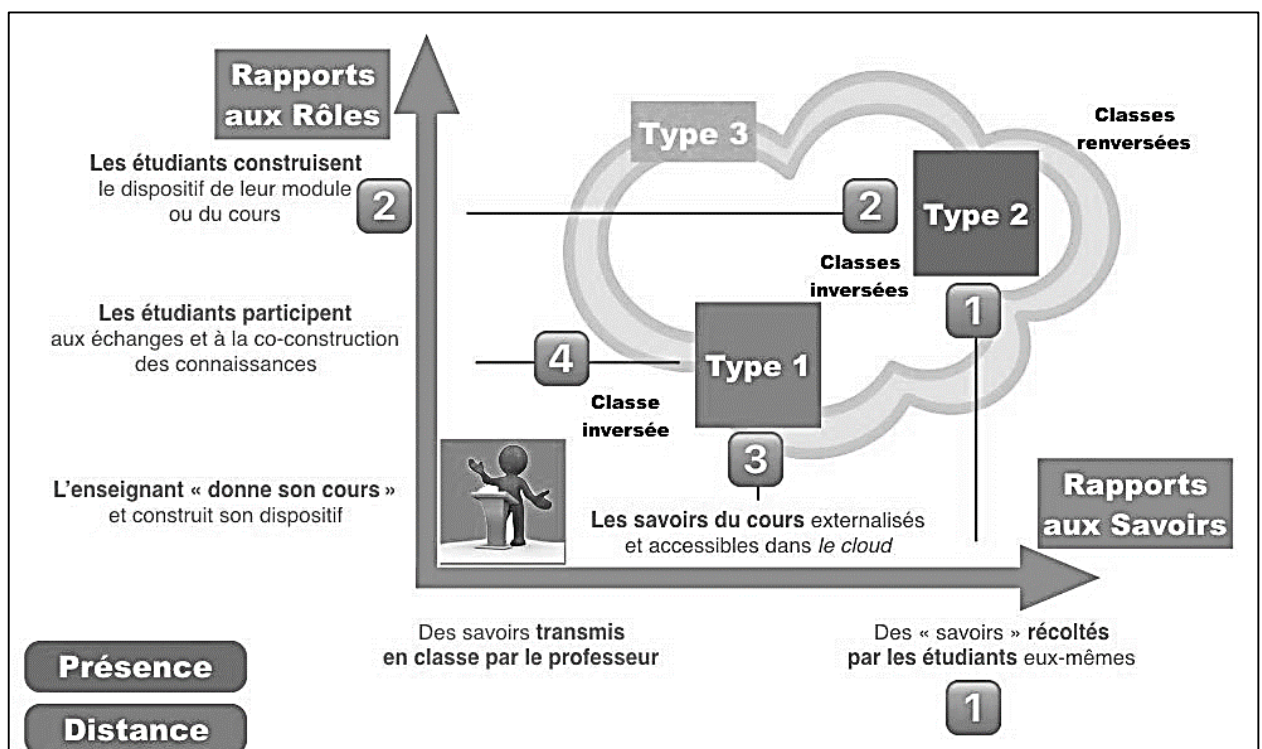 Rapports
aux Rôles
Les étudiants construisent
le dispositif de leur module
ou du cours
2
Type 3
Classes
renversées
2
Type 2
Classes
inversées
1
Les étudiants participent
aux échanges et à la co-construction
des connaissances
4
Type 1
Classe
inversée
3
L'enseignant « donne son cours »
et construit son dispositif
Les savoirs du cours externalisés
et accessibles dans le cloud
Rapports
aux Savoirs
Des savoirs transmis
en classe par le professeur
Des « savoirs » récoltés
par les étudiants eux-mêmes
1
Présence
Distance